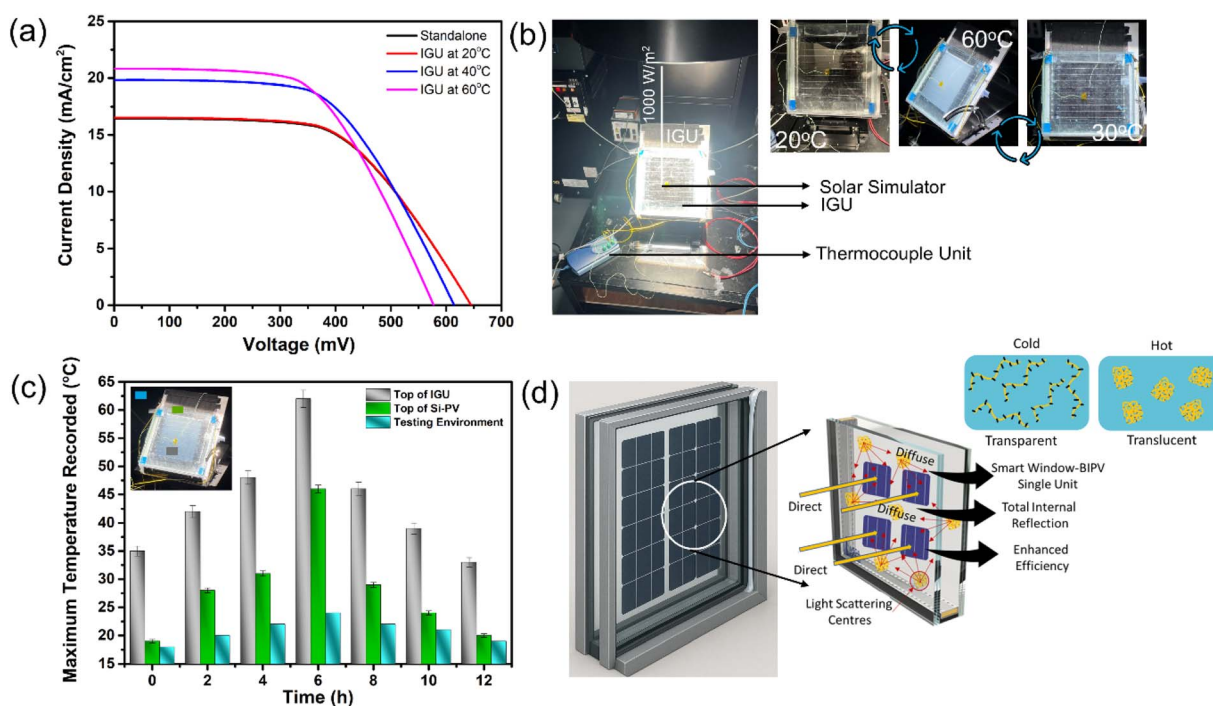 (a)
Standalone
IGU at 20°C
IGU at 40°C
IGU at 60°C
Current Density (mA/cm²)
25
20
15
10
5
0
0 100 200 300 400 500 600 700
Voltage (mV)
(b)
1000 W/m²
IGU
20°C
60°C
30°C
Solar Simulator
IGU
Thermocouple Unit
(c)
Maximum Temperature Recorded (°C)
65
60
55
50
45
40
35
30
25
20
15
Top of IGU
Top of Si-PV
Testing Environment
0 2 4 6 8 10 12
Time (h)
(d)
Cold
Hot
Transparent
Translucent
Diffuse
Direct
Diffuse
Direct
Light Scattering
Centres
Smart Window-BIPV
Single Unit
Total Internal
Reflection
Enhanced
Efficiency